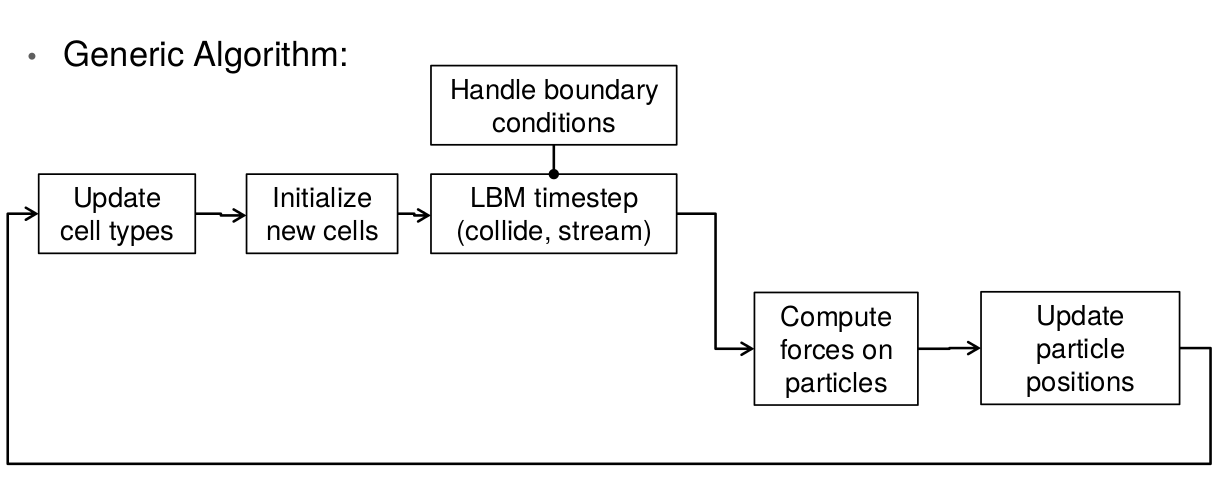 • Generic Algorithm:
Handle boundary
conditions
Update
cell types
Initialize
new cells
LBM timestep
(collide, stream)
Compute
forces on
particles
Update
particle
positions